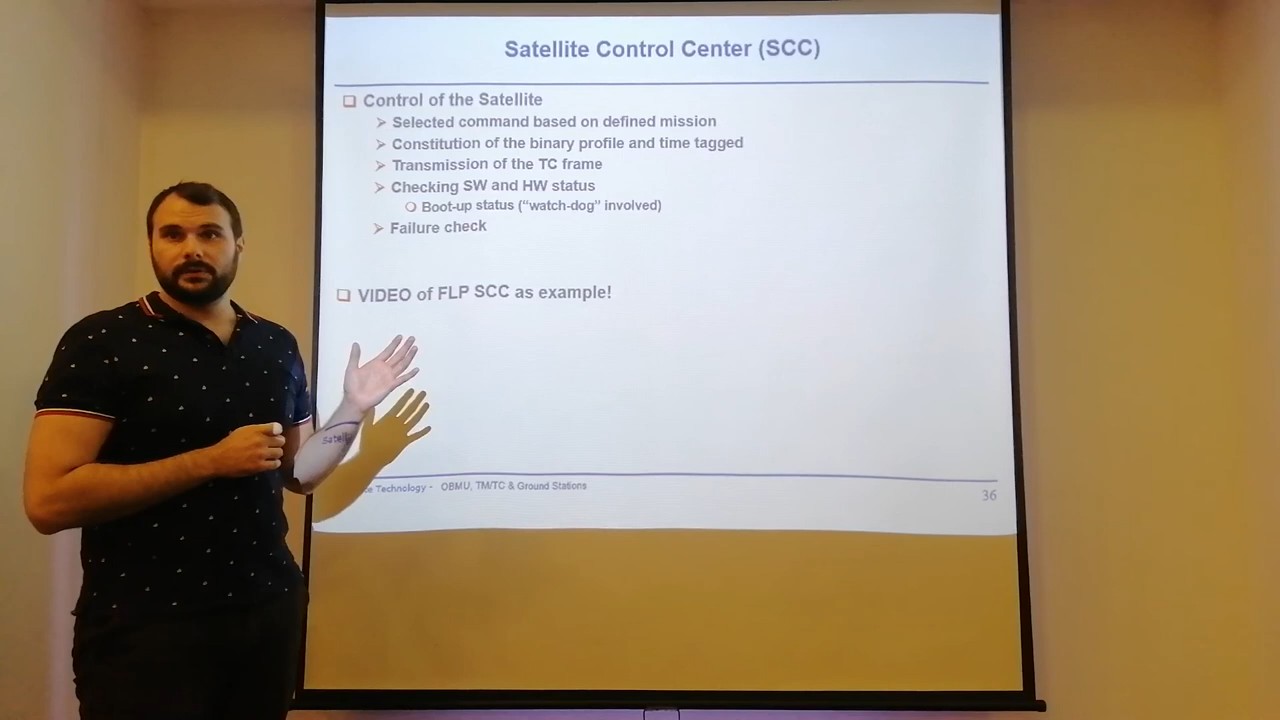 Satellite Control Center (SCC)
Control of the Satellite
Selected command based on defined mission
Constitution of the binary profile and time tagged
Transmission of the TC frame
Checking SW and HW status
Boot-up status (“watch-dog” involved)
Failure check
VIDEO of FLP SCC as example!
Technology - OBMU, TM/TC & Ground Stations
36